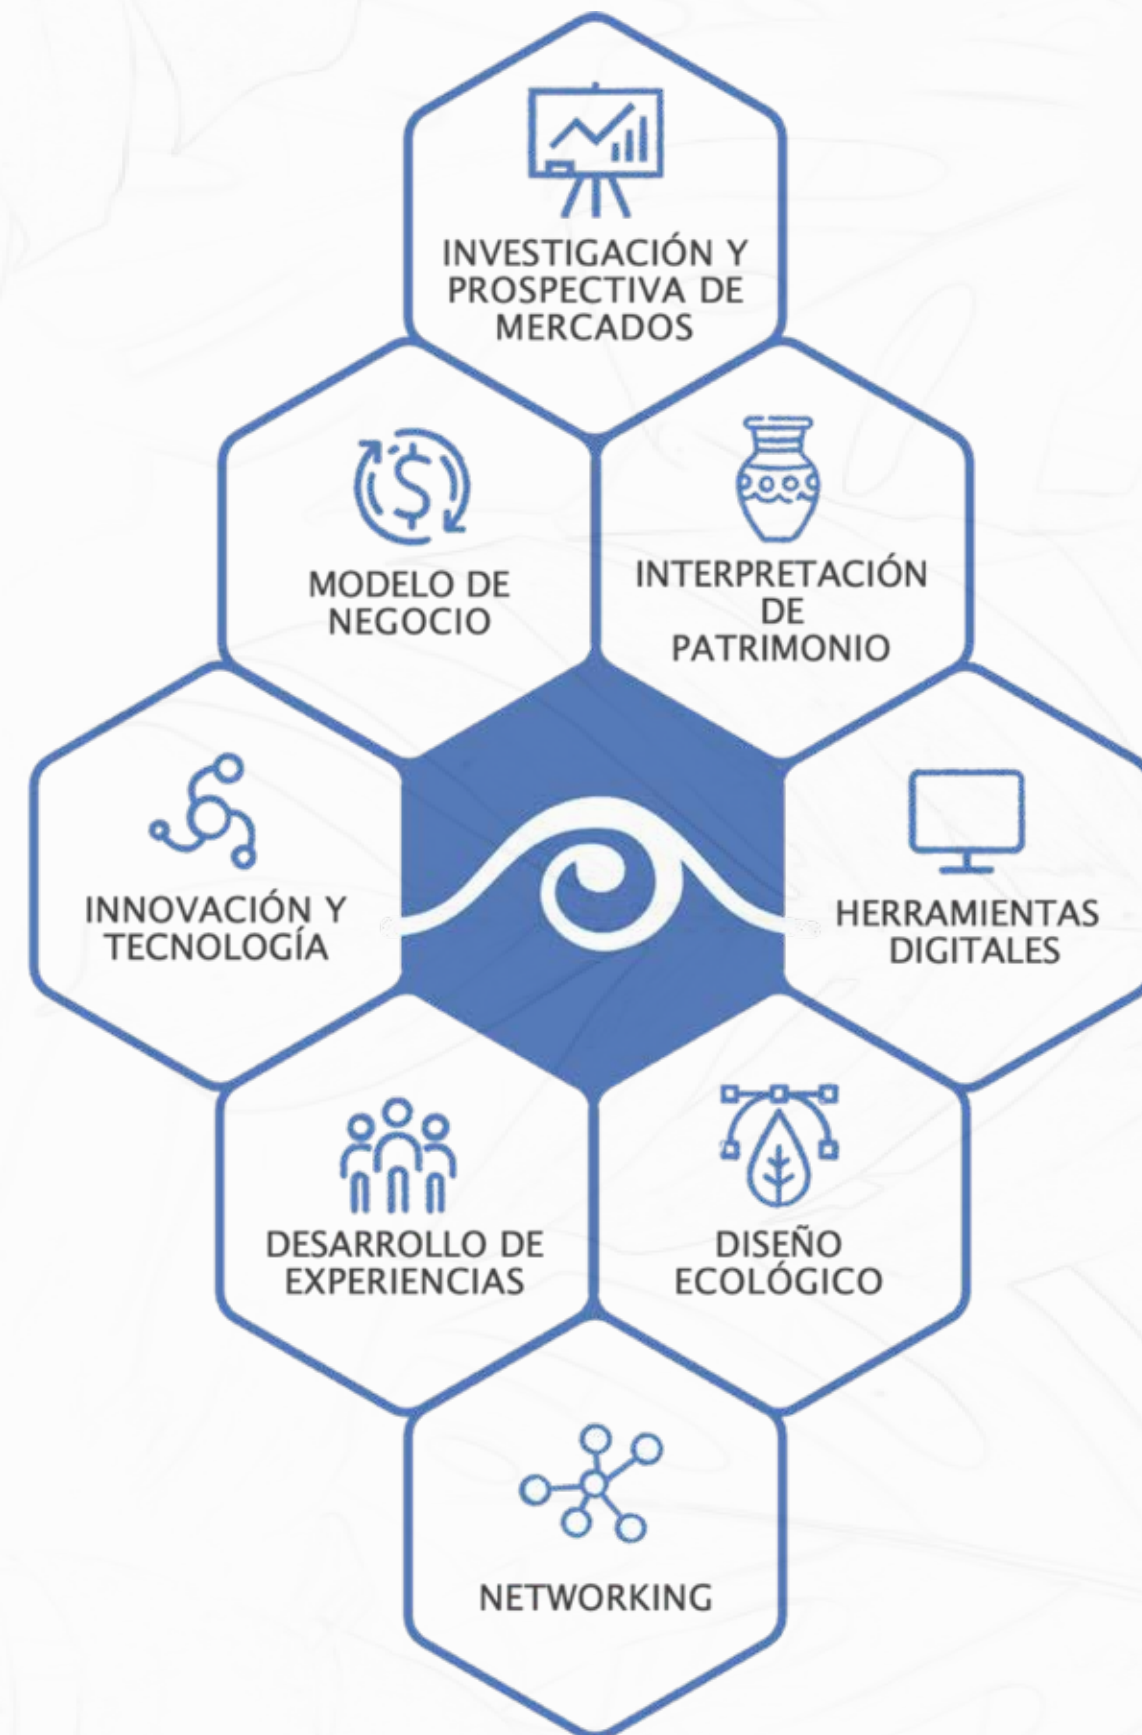 INVESTIGACIÓN Y
PROSPECTIVA DE
MERCADOS
MODELO DE
NEGOCIO
INTERPRETACIÓN
DE
PATRIMONIO
INNOVACIÓN Y
TECNOLOGÍA
HERRAMIENTAS
DIGITALES
DESARROLLO DE
EXPERIENCIAS
DISEÑO
ECOLÓGICO
NETWORKING